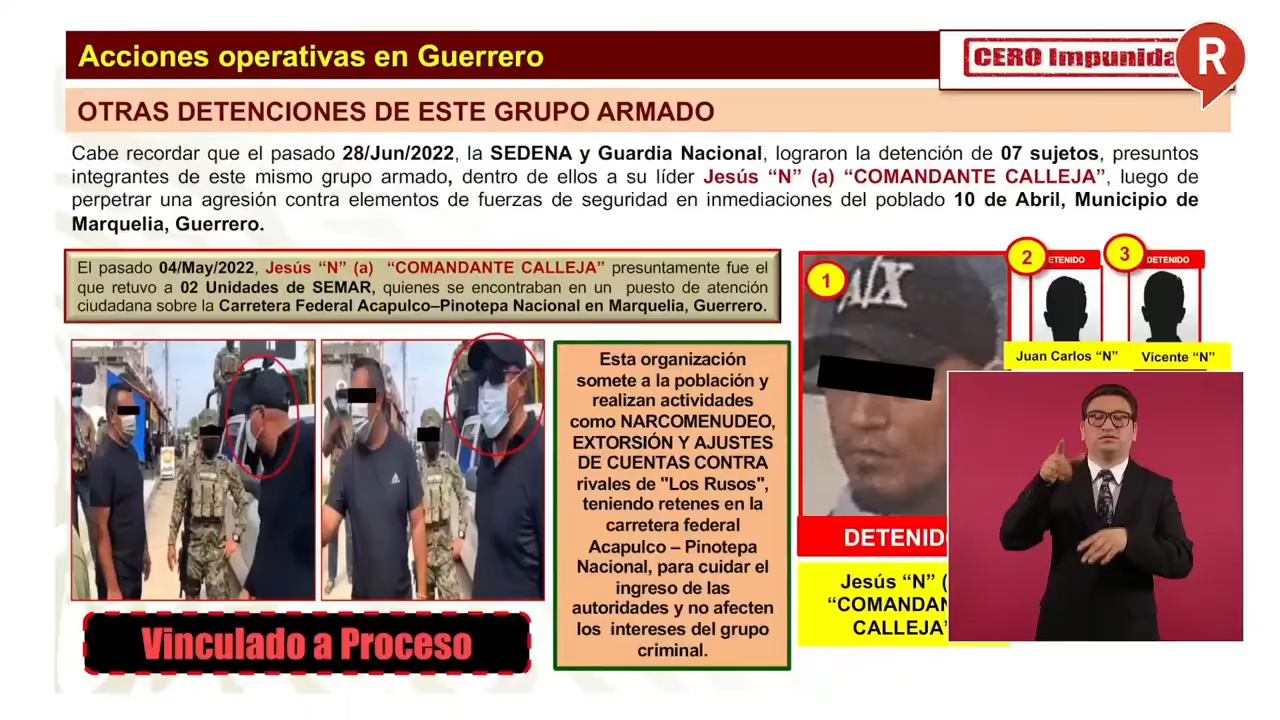 Acciones operativas en Guerrero
CERO Impunida
R
OTRAS DETENCIONES DE ESTE GRUPO ARMADO
Cabe recordar que el pasado 28/Jun/2022, la SEDENA y Guardia Nacional, lograron la detención de 07 sujetos, presuntos
integrantes de este mismo grupo armado, dentro de ellos a su líder Jesús “N” (a) “COMANDANTE CALLEJA”, luego de
perpetrar una agresión contra elementos de fuerzas de seguridad en inmediaciones del poblado 10 de Abril, Municipio de
Marquelia, Guerrero.
El pasado 04/May/2022, Jesús “N” (a) “COMANDANTE CALLEJA” presuntamente fue el
que retuvo a 02 Unidades de SEMAR, quienes se encontraban en un puesto de atención
ciudadana sobre la Carretera Federal Acapulco–Pinotepa Nacional en Marquelia, Guerrero.
Vinculado a Proceso
Esta organización
somete a la población y
realizan actividades
como NARCOMENUDEO,
EXTORSIÓN Y AJUSTES
DE CUENTAS CONTRA
rivales de "Los Rusos",
teniendo retenes en la
carretera federal
Acapulco – Pinotepa
Nacional, para cuidar el
ingreso de las
autoridades y no afecten
los intereses del grupo
criminal.
1
A/X
DETENID
Jesús “N” (
“COMANDAN
CALLEJA”
2
ETENIDO
Juan Carlos “N”
3
DETENIDO
Vicente “N”